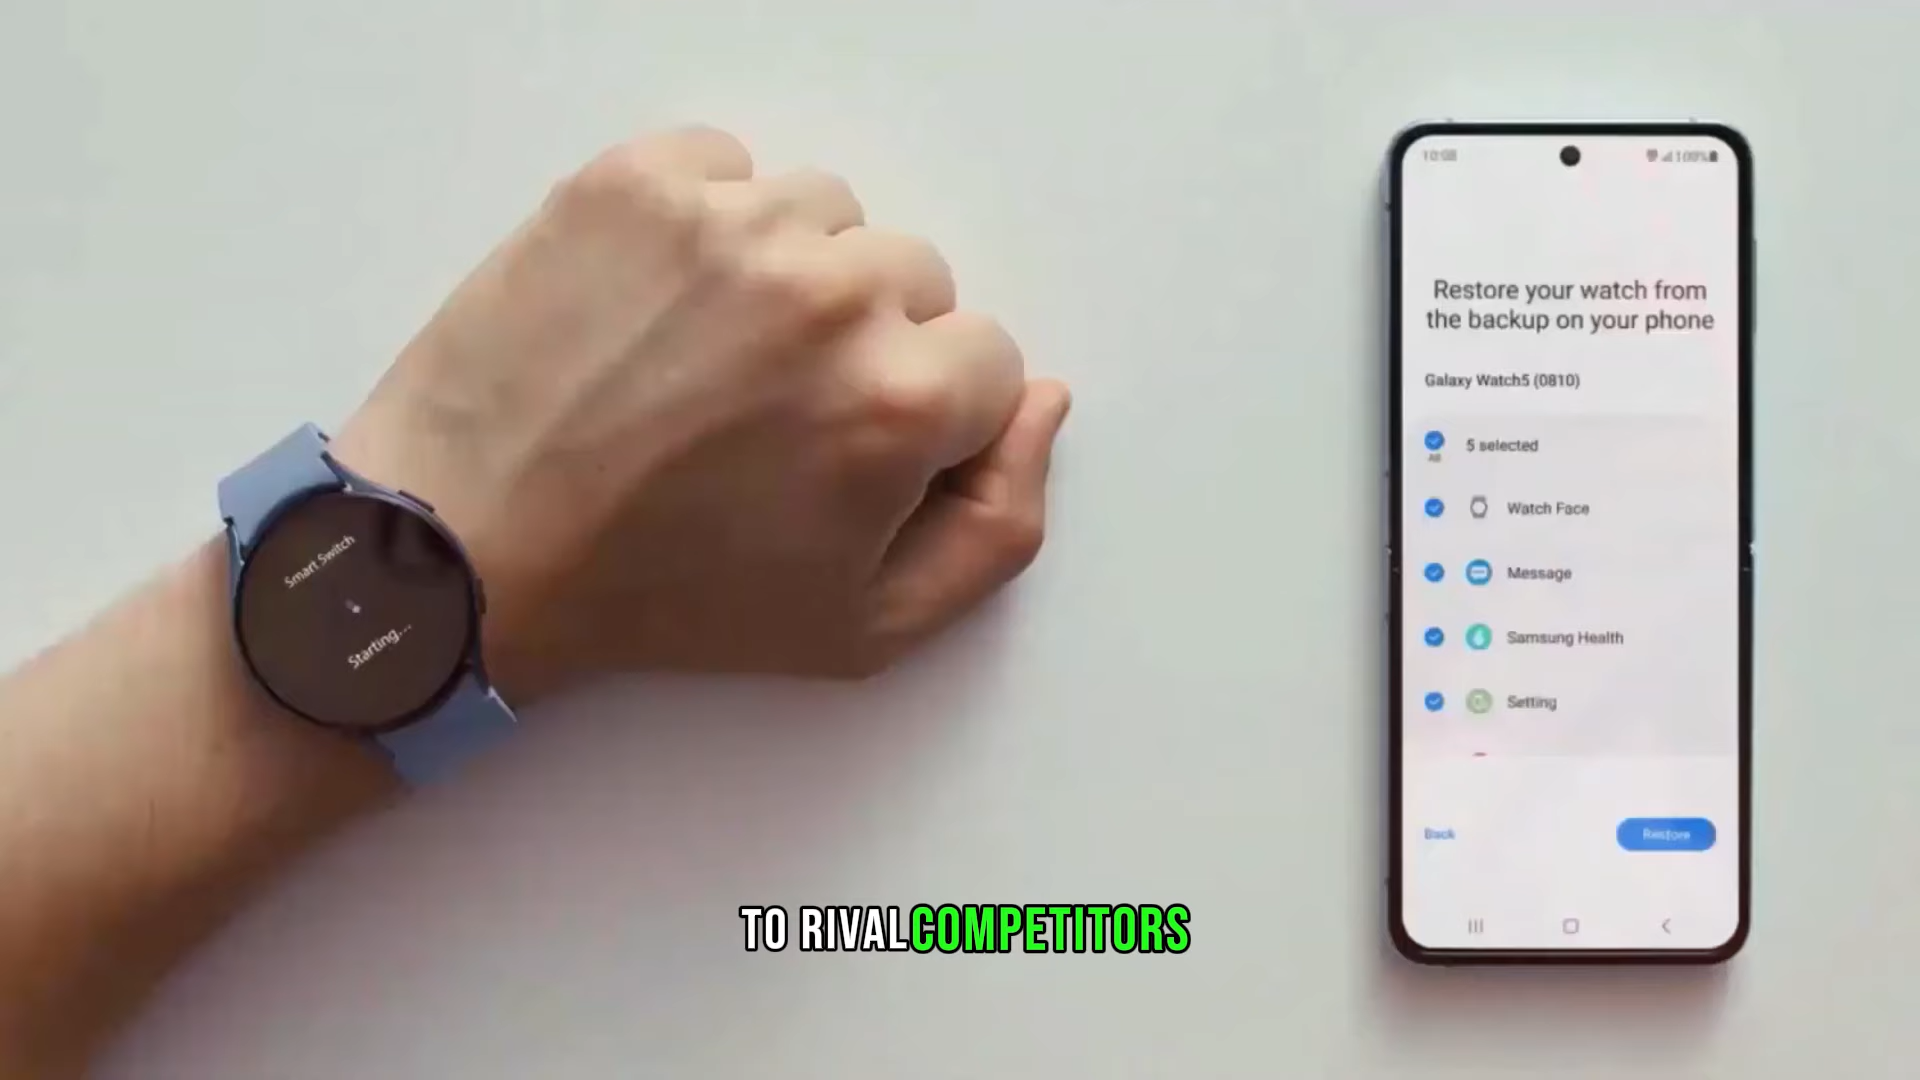 Smart Switch
Starting...
10:08
100%
Restore your watch from
the backup on your phone
Galaxy Watch5 (0810)
All
5 selected
Watch Face
Message
Samsung Health
Setting
Back
Restore
TO RIVAL COMPETITORS